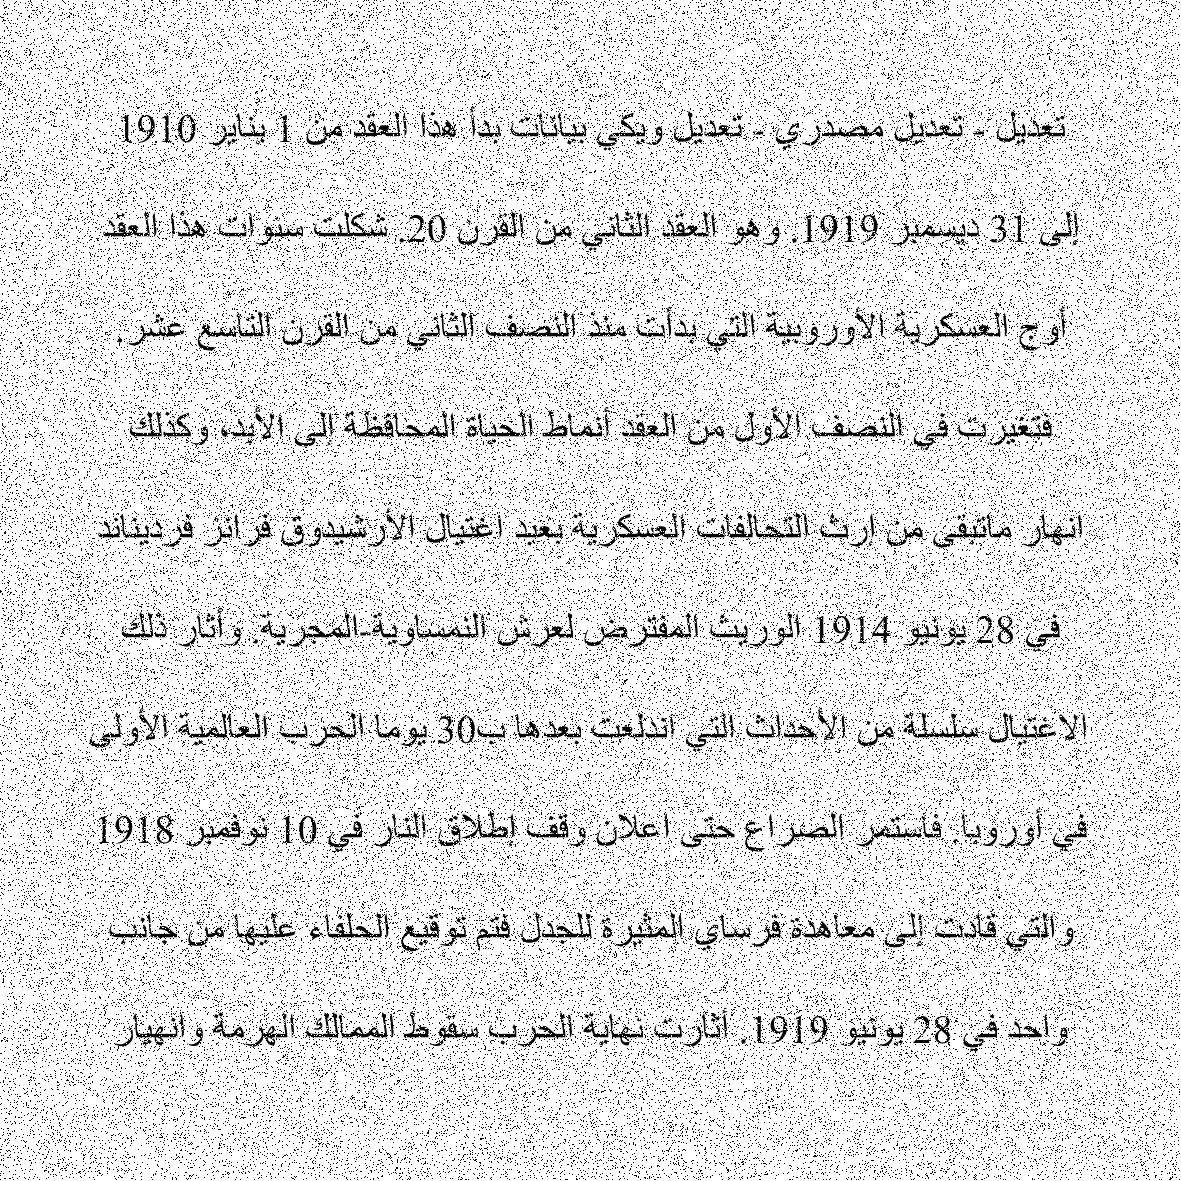 تعديل - تعديل مصدري - تعديل ويكي بيانات بدأ هذا العقد من 1 يناير 1910
إلى 31 ديسمبر 1919. وهو العقد الثاني من القرن 20. شكلت سنوات هذا العقد
أوج العسكرية الأوروبية التي بدأت منذ النصف الثاني من القرن التاسع عشر.
فتغيرت في النصف الأول من العقد أنماط الحياة المحافظة إلى الأبد، وكذلك
انهار ماتبقى من إرث التحالفات العسكرية بعيد اغتيال الأرشيدوق فرانز فرديناند
في 28 يونيو 1914 الوريث المفترض لعرش النمساوية-المجرية. وأثار ذلك
الاغتيال سلسلة من الأحداث التي اندلعت بعدها ب30 يوما الحرب العالمية الأولى
في أوروبا. فاستمر الصراع حتى اعلان وقف إطلاق النار في 10 نوفمبر 1918
والتي قادت إلى معاهدة فرساي المثيرة للجدل فتم توقيع الحلفاء عليها من جانب
واحد في 28 يونيو 1919. أثارت نهاية الحرب سقوط الممالك الهرمة وانهيار